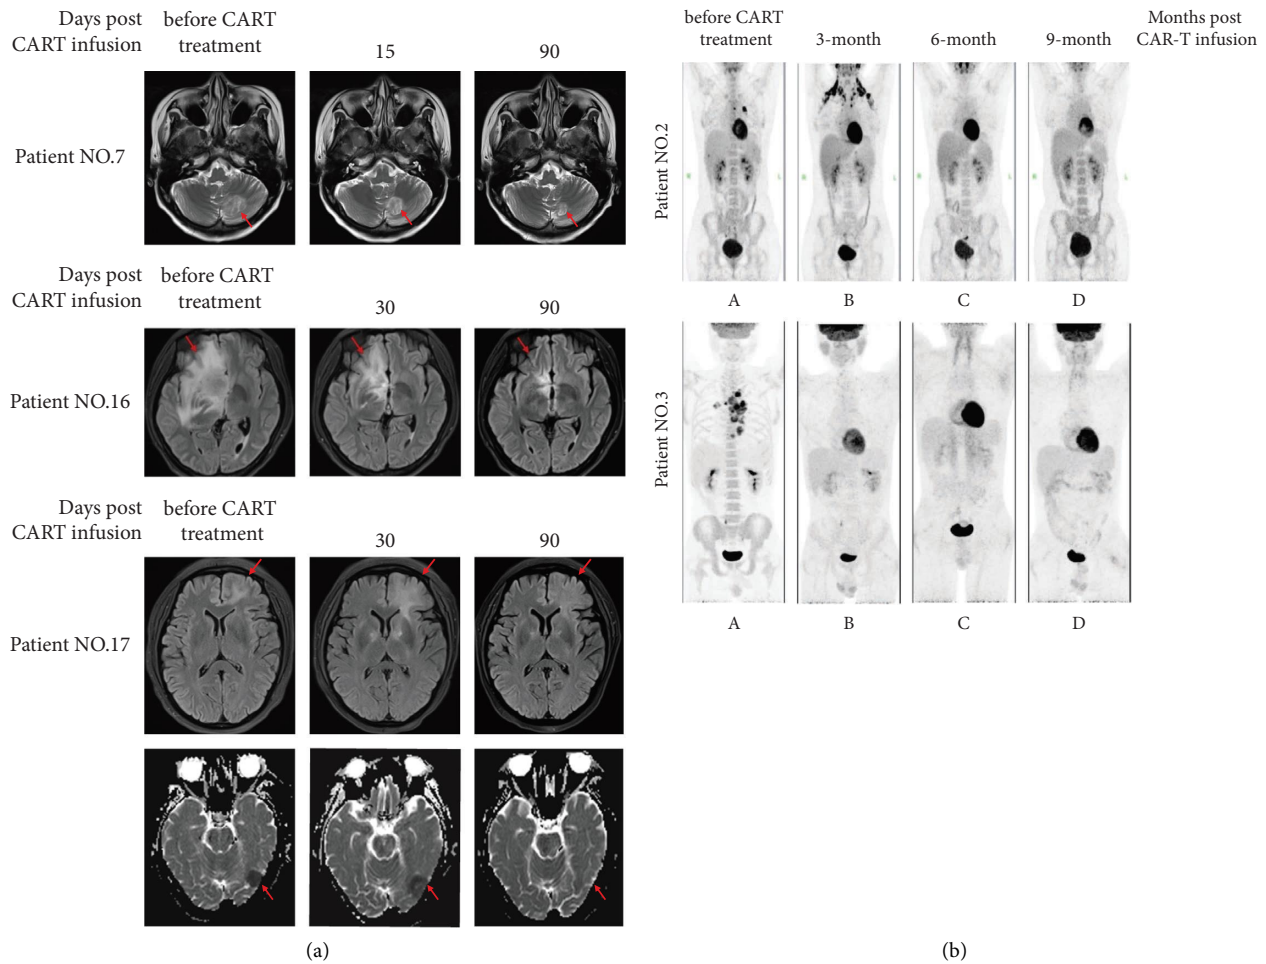 Days post
CART infusion
before CART
treatment
15
90
Patient NO.7
Days post
CART infusion
before CART
treatment
30
90
Patient NO.16
Days post
CART infusion
before CART
treatment
30
90
Patient NO.17
(a)
before CART
treatment
3-month
6-month
9-month
Months post
CAR-T infusion
Patient NO.2
A
B
C
D
Patient NO.3
A
B
C
D
(b)